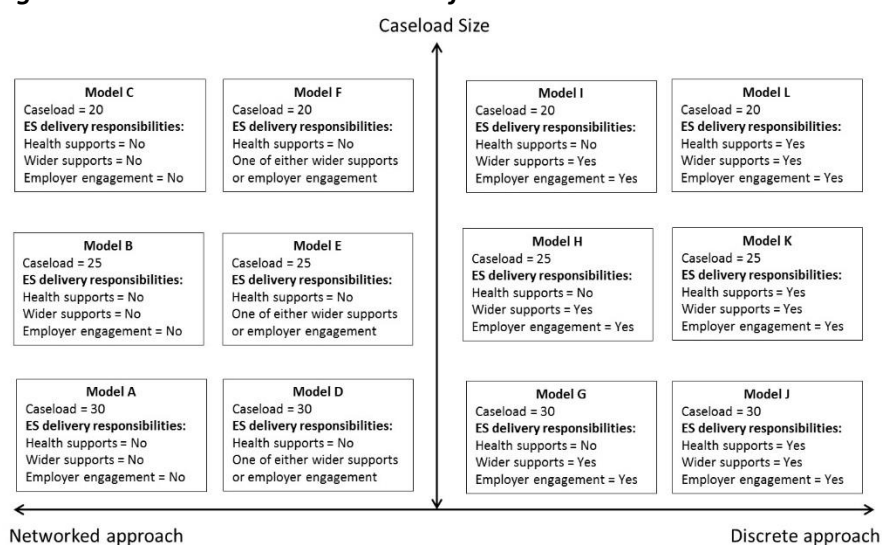 Caseload Size
Model C
Caseload = 20
ES delivery responsibilities:
Health supports = No
Wider supports = No
Employer engagement = No
Model F
Caseload = 20
ES delivery responsibilities:
Health supports = No
One of either wider supports
or employer engagement
Model I
Caseload = 20
ES delivery responsibilities:
Health supports = No
Wider supports = Yes
Employer engagement = Yes
Model L
Caseload = 20
ES delivery responsibilities:
Health supports = Yes
Wider supports = Yes
Employer engagement = Yes
Model B
Caseload = 25
ES delivery responsibilities:
Health supports = No
Wider supports = No
Employer engagement = No
Model E
Caseload = 25
ES delivery responsibilities:
Health supports = No
One of either wider supports
or employer engagement
Model H
Caseload = 25
ES delivery responsibilities:
Health supports = No
Wider supports = Yes
Employer engagement = Yes
Model K
Caseload = 25
ES delivery responsibilities:
Health supports = Yes
Wider supports = Yes
Employer engagement = Yes
Model A
Caseload = 30
ES delivery responsibilities:
Health supports = No
Wider supports = No
Employer engagement = No
Model D
Caseload = 30
ES delivery responsibilities:
Health supports = No
One of either wider supports
or employer engagement
Model G
Caseload = 30
ES delivery responsibilities:
Health supports = No
Wider supports = Yes
Employer engagement = Yes
Model J
Caseload = 30
ES delivery responsibilities:
Health supports = Yes
Wider supports = Yes
Employer engagement = Yes
Networked approach
Discrete approach